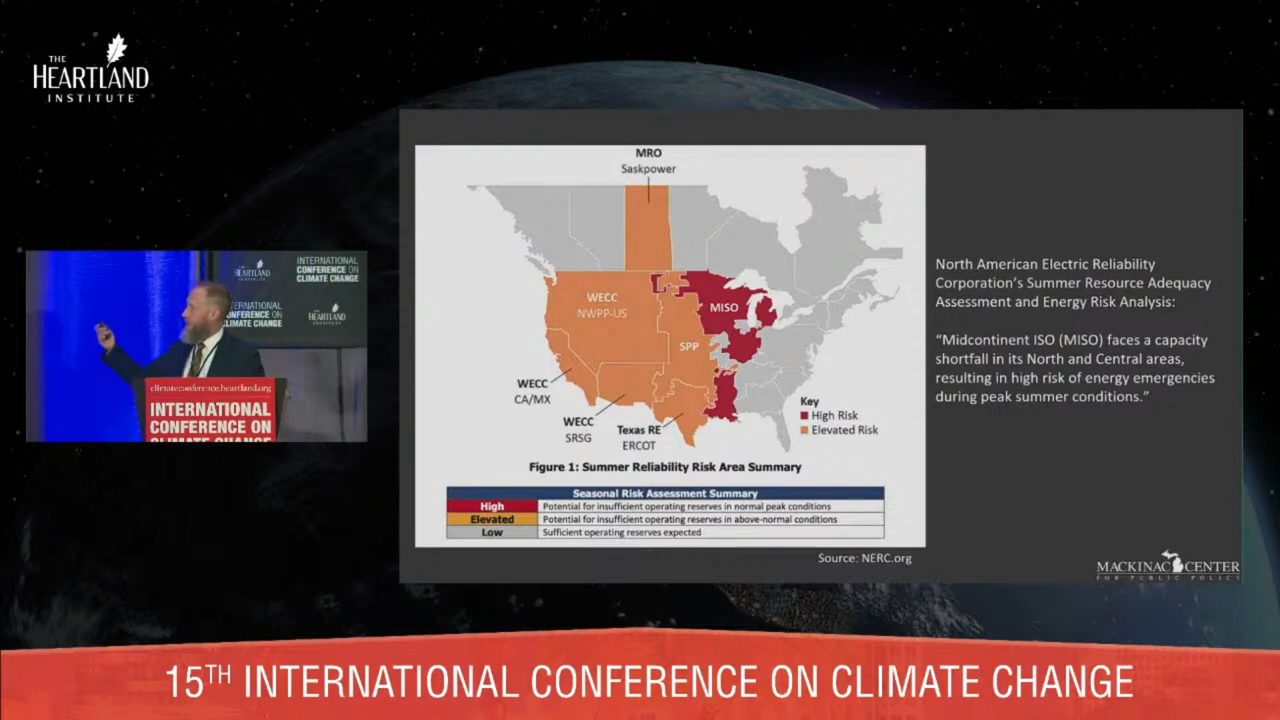 THE
HEARTLAND
INSTITUTE
HEARTLAND
INTERNATIONAL
CONFERENCE ON
CLIMATE CHANGE
ERNATIONAL
NFERENCE ON
LIMATE CHANGE
HEARTLAND
climateconference.heartland.org
INTERNATIONAL
CONFERENCE ON
CLIMATE CHANGE
MRO
Saskpower
WECC
NWPP-US
MISO
SPP
WECC
CA/MX
WECC
SRSG
Texas RE
ERCOT
Key
High Risk
Elevated Risk
Figure 1: Summer Reliability Risk Area Summary
Seasonal Risk Assessment Summary
High Potential for insufficient operating reserves in normal peak conditions
Elevated Potential for insufficient operating reserves in above-normal conditions
Low Sufficient operating reserves expected
Source: NERC.org
North American Electric Reliability
Corporation’s Summer Resource Adequacy
Assessment and Energy Risk Analysis:
“Midcontinent ISO (MISO) faces a capacity
shortfall in its North and Central areas,
resulting in high risk of energy emergencies
during peak summer conditions.”
MACKINAC CENTER
FOR PUBLIC POLICY
15TH INTERNATIONAL CONFERENCE ON CLIMATE CHANGE